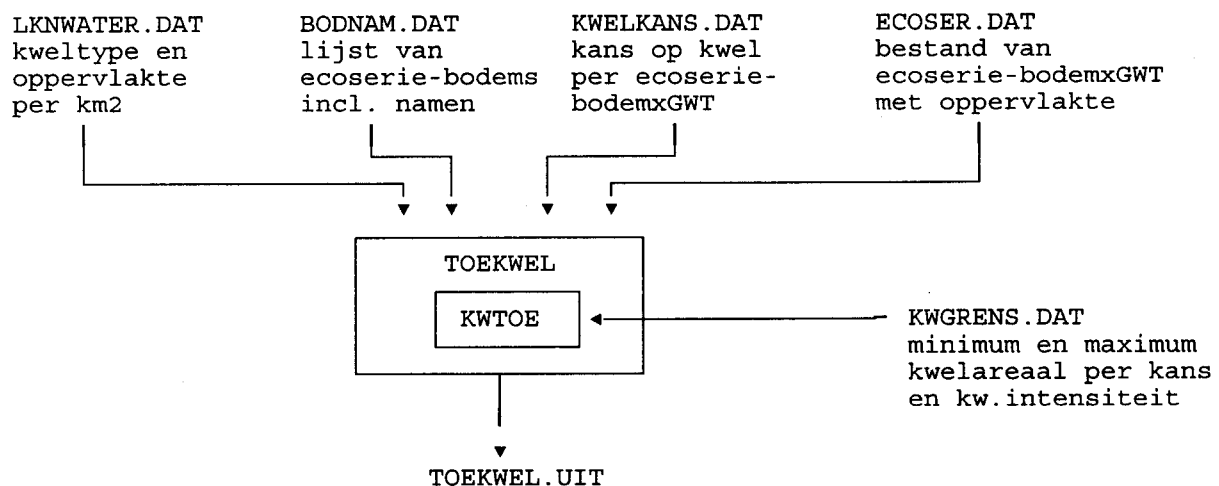 LKNWATER.DAT
kweltype en
oppervlakte
per km2
BODNAM.DAT
lijst van
ecoserie-bodems
incl. namen
KWELKANS.DAT
kans op kwel
per ecoserie-
bodemxGWT
ECOSER.DAT
bestand van
ecoserie-bodemxGWT
met oppervlakte
TOEKWEL
KWTOE
KWGRENS.DAT
minimum en maximum
kwelareaal per kans
en kw.intensiteit
TOEKWEL.UIT